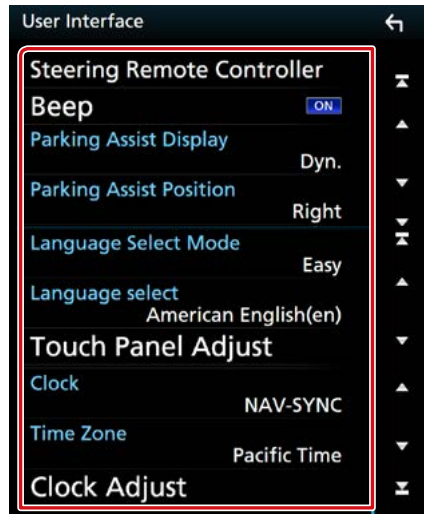 User Interface
Steering Remote Controller
Beep
ON
Parking Assist Display
Dyn.
Parking Assist Position
Right
Language Select Mode
Easy
Language select
American English(en)
Touch Panel Adjust
Clock
NAV-SYNC
Time Zone
Pacific Time
Clock Adjust